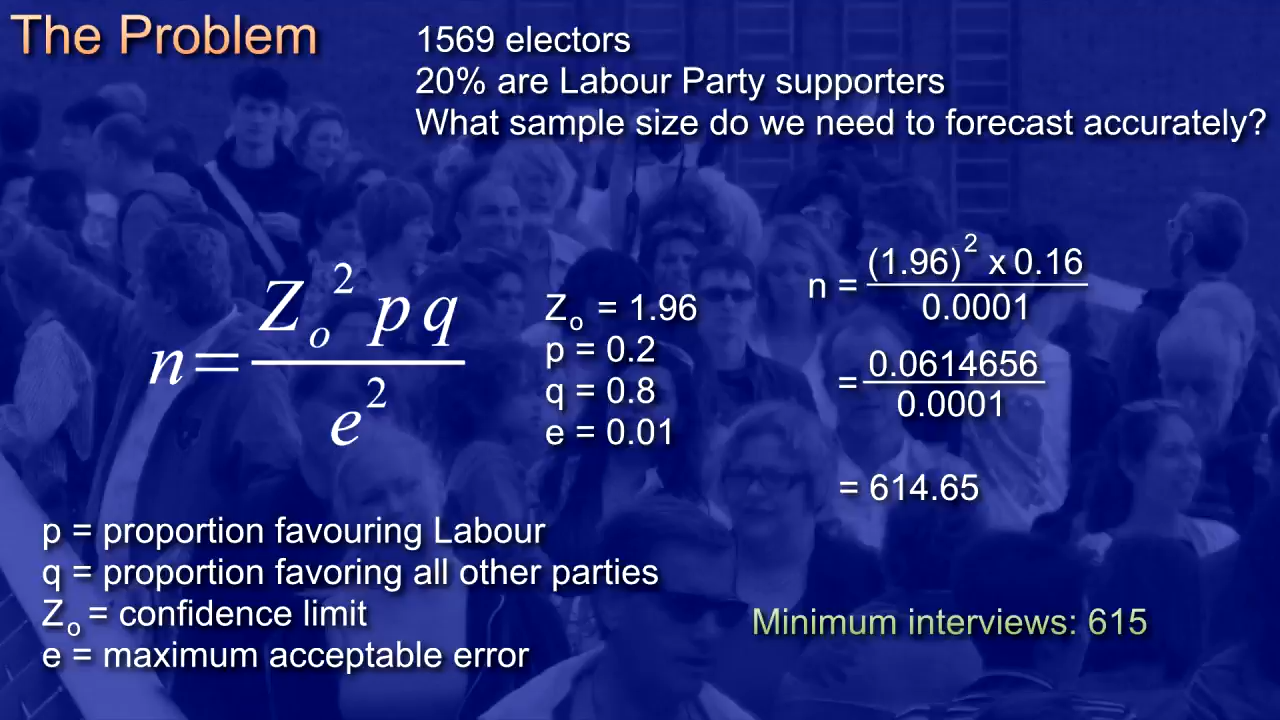 The Problem
1569 electors
20% are Labour Party supporters
What sample size do we need to forecast accurately?
n = Zo² p q / e²
Zo = 1.96
p = 0.2
q = 0.8
e = 0.01
n = (1.96)² x 0.16 / 0.0001
= 0.0614656 / 0.0001
= 614.65
p = proportion favouring Labour
q = proportion favoring all other parties
Zo = confidence limit
e = maximum acceptable error
Minimum interviews: 615